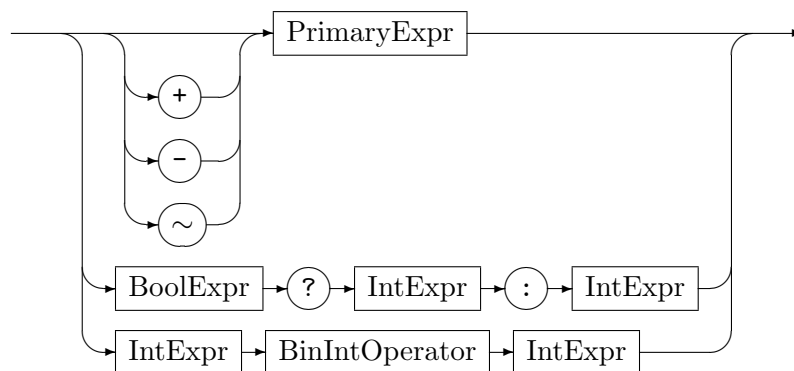 PrimaryExpr
+
-
~
BoolExpr ? IntExpr : IntExpr
IntExpr BinIntOperator IntExpr